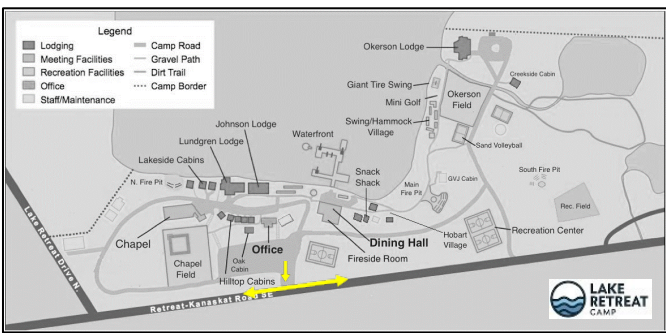 Legend
Lodging
Meeting Facilities
Recreation Facilities
Office
Staff/Maintenance
Camp Road
Gravel Path
Dirt Trail
Camp Border
Okerson Lodge
Creekside Cabin
Giant Tire Swing
Mini Golf
Okerson
Field
Swing/Hammock
Village
Sand Volleyball
Johnson Lodge
Waterfront
Lundgren Lodge
Lakeside Cabins
N. Fire Pit
Snack
Shack
Main
Fire Pit
GVJ Cabin
South Fire Pit
Rec. Field
Chapel
Chapel
Field
Oak
Cabin
Office
Hilltop Cabins
Dining Hall
Fireside Room
Hobart
Village
Recreation Center
Lake Retreat Drive N.
Retreat-Kanaskat Road SE
LAKE
RETREAT
CAMP